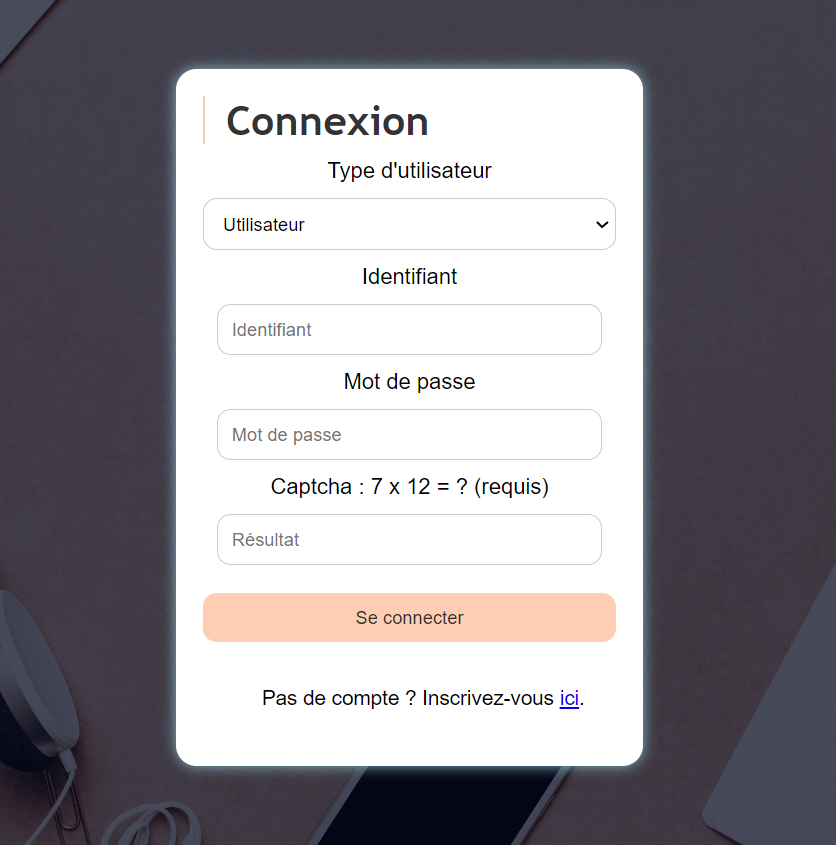 Connexion
Type d'utilisateur
Utilisateur
Identifiant
Identifiant
Mot de passe
Mot de passe
Captcha : 7 x 12 = ? (requis)
Résultat
Se connecter
Pas de compte ? Inscrivez-vous ici.